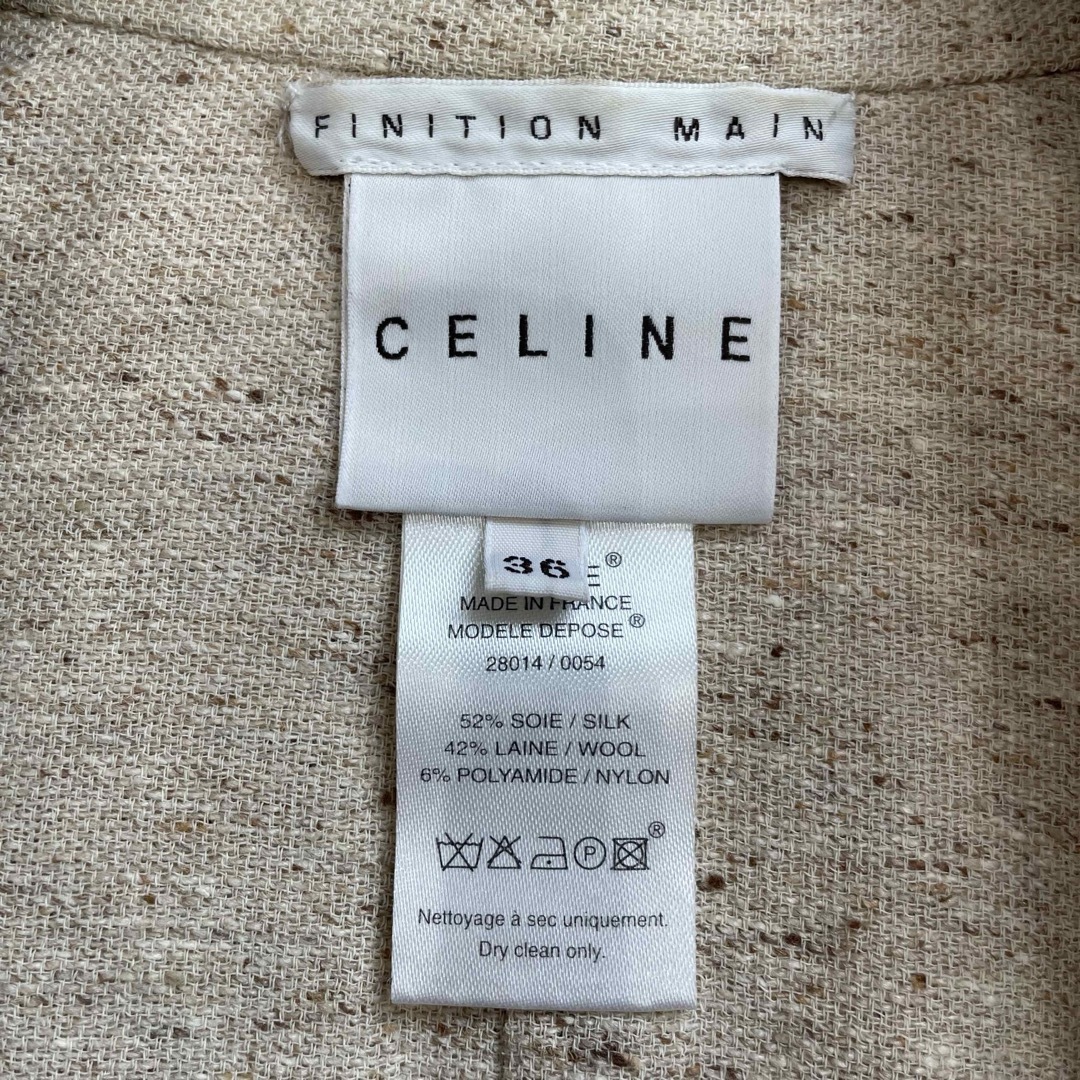 FINITION MAIN
CELINE
36
E®
MADE IN FRANCE
MODELE DEPOSE®
28014 / 0054
52% SOIE / SILK
42% LAINE / WOOL
6% POLYAMIDE / NYLON
P ®
Nettoyage à sec uniquement.
Dry clean only.